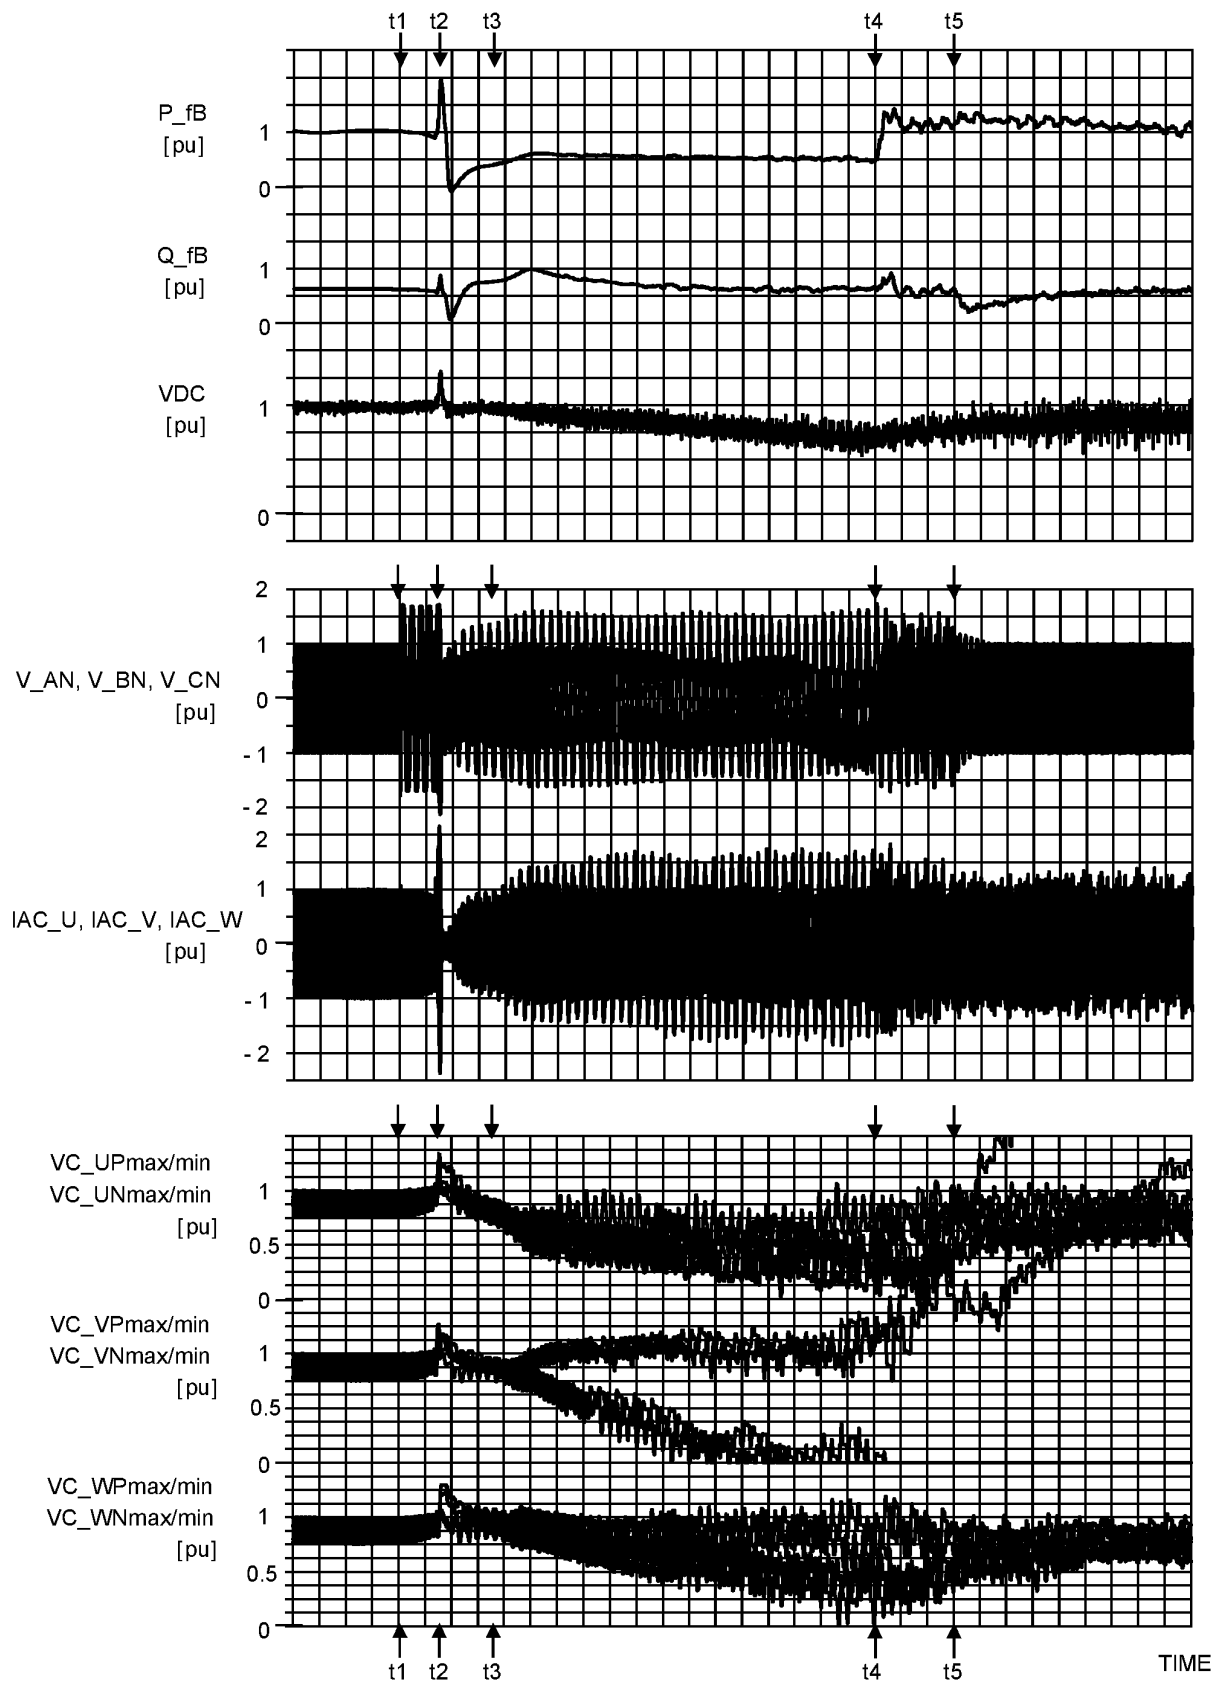 t1 t2 t3 t4 t5
P_fB
[pu]
1
0
Q_fB
[pu]
1
0
VDC
[pu]
1
0
2
1
V_AN, V_BN, V_CN
[pu]
0
- 1
- 2
2
1
IAC_U, IAC_V, IAC_W
[pu]
0
- 1
- 2
VC_UPmax/min
VC_UNmax/min
[pu]
1
0.5
0
VC_VPmax/min
VC_VNmax/min
[pu]
1
0.5
0
VC_WPmax/min
VC_WNmax/min
[pu]
1
0.5
0
t1 t2 t3 t4 t5
TIME